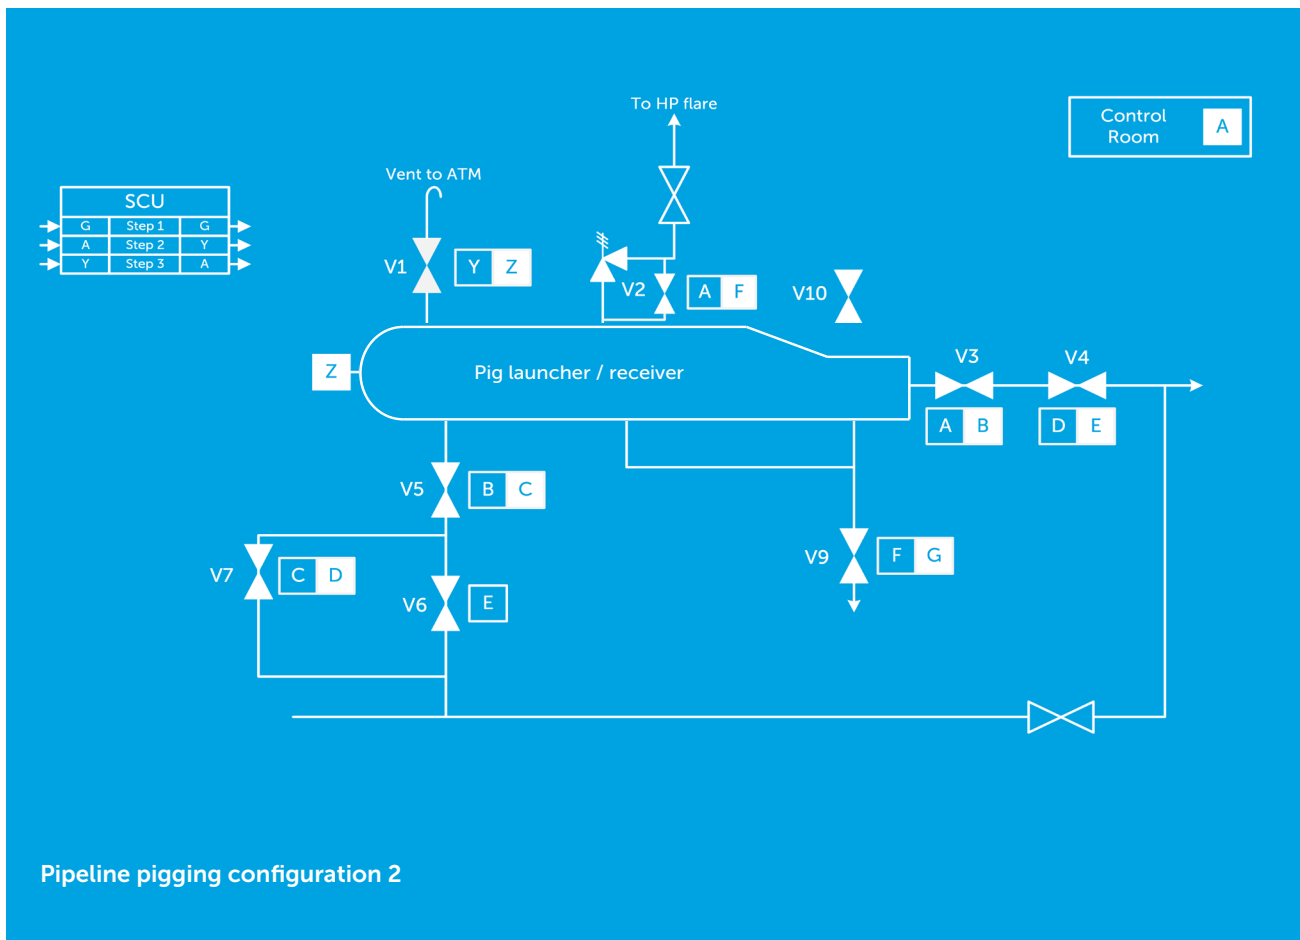 To HP flare
Control
Room
A
Vent to ATM
SCU
G Step 1 G
A Step 2 Y
Y Step 3 A
V1
Y Z
V2
A F
V10
Z
Pig launcher / receiver
V3
A B
V4
D E
V5
B C
V7
C D
V6
E
V9
F G
Pipeline pigging configuration 2